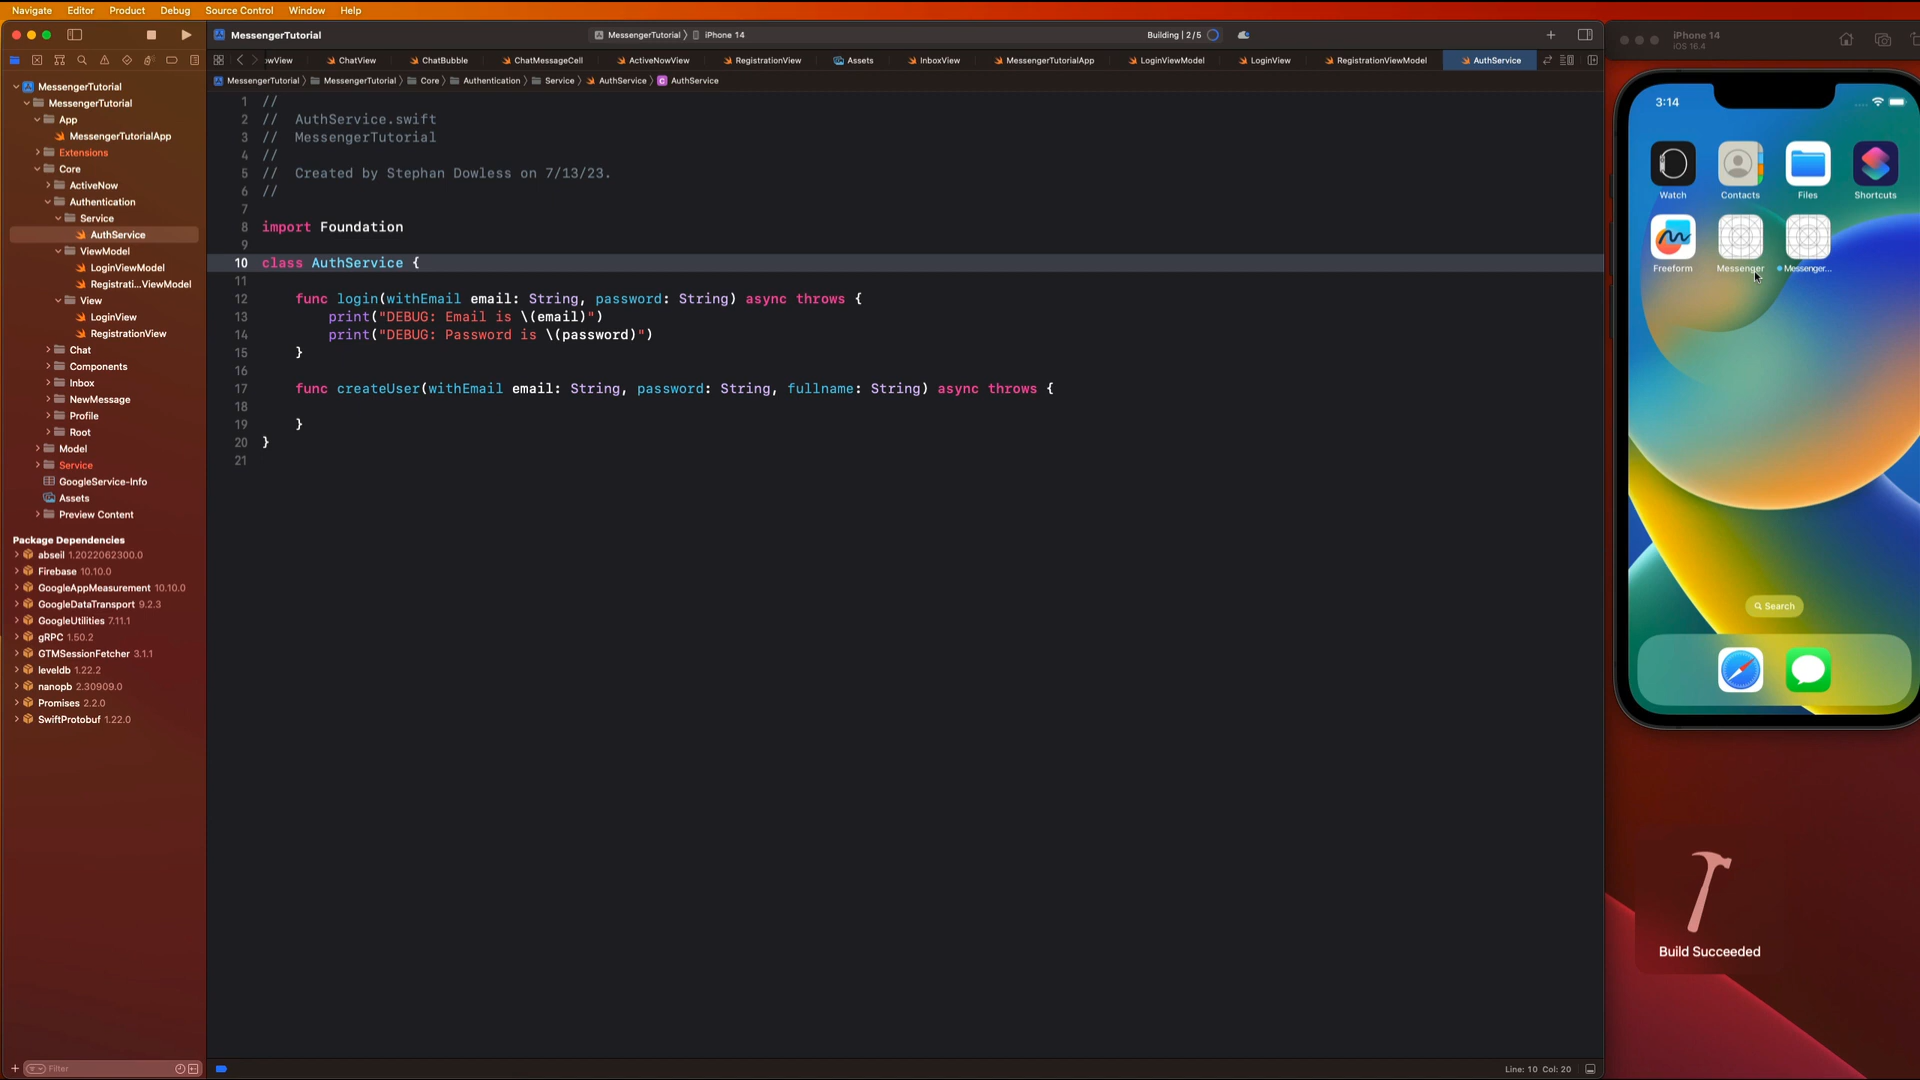 Navigate Editor Product Debug Source Control Window Help
MessengerTutorial
MessengerTutorial 〉 iPhone 14
Building | 2/5
wView ChatView ChatBubble ChatMessageCell ActiveNowView RegistrationView Assets InboxView MessengerTutorialApp LoginViewModel LoginView RegistrationViewModel AuthService
MessengerTutorial 〉 MessengerTutorial 〉 Core 〉 Authentication 〉 Service 〉 AuthService 〉 C AuthService
MessengerTutorial
MessengerTutorial
App
MessengerTutorialApp
Extensions
Core
ActiveNow
Authentication
Service
AuthService
ViewModel
LoginViewModel
Registrati...ViewModel
View
LoginView
RegistrationView
Chat
Components
Inbox
NewMessage
Profile
Root
Model
Service
GoogleService-Info
Assets
Preview Content
Package Dependencies
abseil 1.2022062300.0
Firebase 10.10.0
GoogleAppMeasurement 10.10.0
GoogleDataTransport 9.2.3
GoogleUtilities 7.11.1
gRPC 1.50.2
GTMSessionFetcher 3.1.1
leveldb 1.22.2
nanopb 2.30909.0
Promises 2.2.0
SwiftProtobuf 1.22.0
Filter
1 //
2 //  AuthService.swift
3 //  MessengerTutorial
4 //
5 //  Created by Stephan Dowless on 7/13/23.
6 //
7
8 import Foundation
9
10 class AuthService {
11
12     func login(withEmail email: String, password: String) async throws {
13         print("DEBUG: Email is \(email)")
14         print("DEBUG: Password is \(password)")
15     }
16
17     func createUser(withEmail email: String, password: String, fullname: String) async throws {
18
19     }
20 }
21
Line: 10 Col: 20
iPhone 14
iOS 16.4
3:14
Watch Contacts Files Shortcuts
Freeform Messenger Messenger...
Search
Build Succeeded